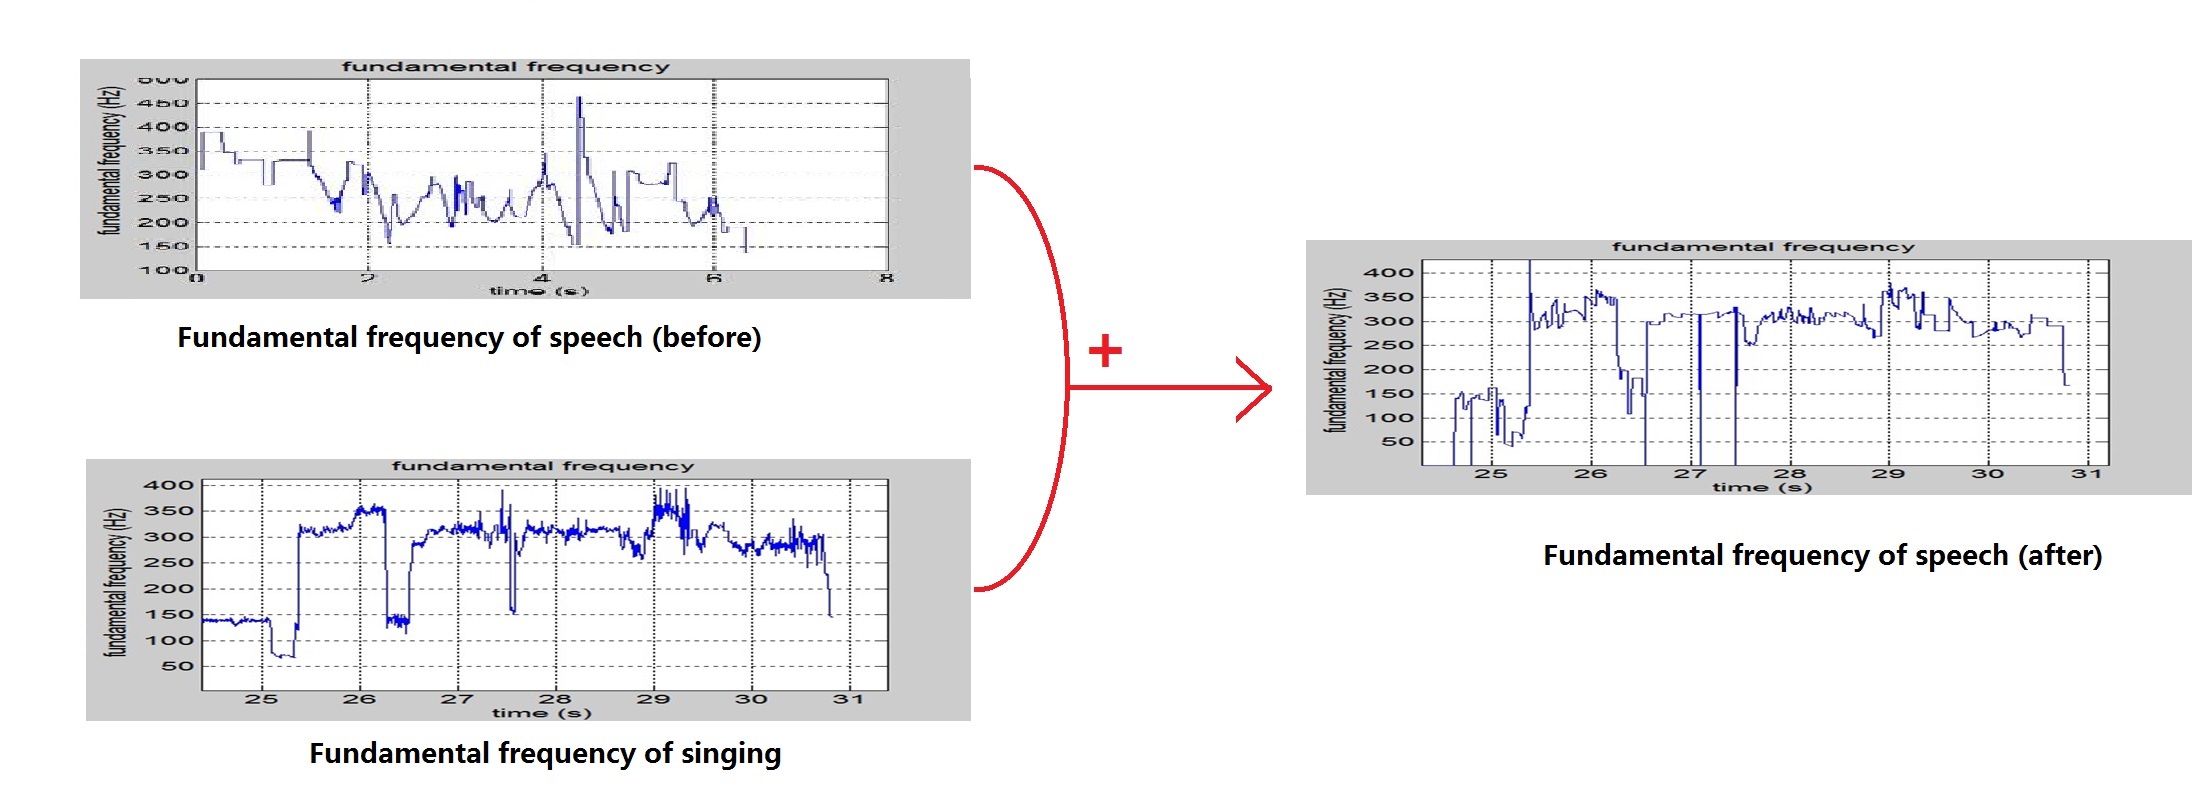 fundamental frequency
fundamental frequency (Hz)
500
450
400
350
300
250
200
150
100
0 2 4 6 8
time (s)
Fundamental frequency of speech (before)
fundamental frequency
fundamental frequency (Hz)
400
350
300
250
200
150
100
50
25 26 27 28 29 30 31
time (s)
Fundamental frequency of singing
+
fundamental frequency
fundamental frequency (Hz)
400
350
300
250
200
150
100
50
25 26 27 28 29 30 31
time (s)
Fundamental frequency of speech (after)